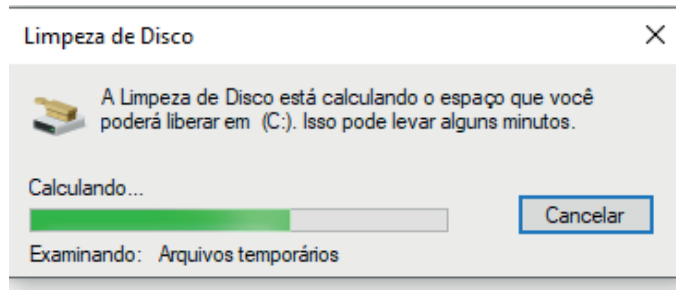 Limpeza de Disco
A Limpeza de Disco está calculando o espaço que você
poderá liberar em (C:). Isso pode levar alguns minutos.
Calculando...
Cancelar
Examinando: Arquivos temporários